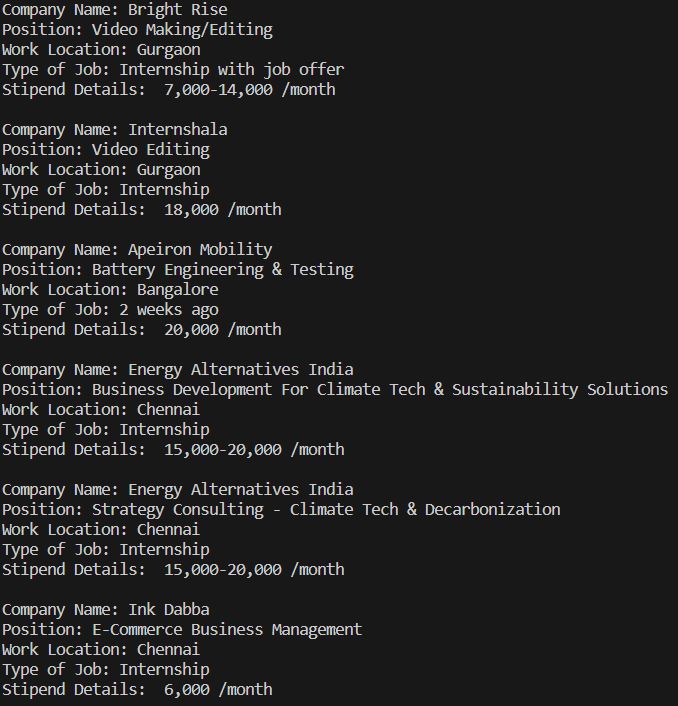 Company Name: Bright Rise
Position: Video Making/Editing
Work Location: Gurgaon
Type of Job: Internship with job offer
Stipend Details:  7,000-14,000 /month

Company Name: Internshala
Position: Video Editing
Work Location: Gurgaon
Type of Job: Internship
Stipend Details:  18,000 /month

Company Name: Apeiron Mobility
Position: Battery Engineering & Testing
Work Location: Bangalore
Type of Job: 2 weeks ago
Stipend Details:  20,000 /month

Company Name: Energy Alternatives India
Position: Business Development For Climate Tech & Sustainability Solutions
Work Location: Chennai
Type of Job: Internship
Stipend Details:  15,000-20,000 /month

Company Name: Energy Alternatives India
Position: Strategy Consulting - Climate Tech & Decarbonization
Work Location: Chennai
Type of Job: Internship
Stipend Details:  15,000-20,000 /month

Company Name: Ink Dabba
Position: E-Commerce Business Management
Work Location: Chennai
Type of Job: Internship
Stipend Details:  6,000 /month